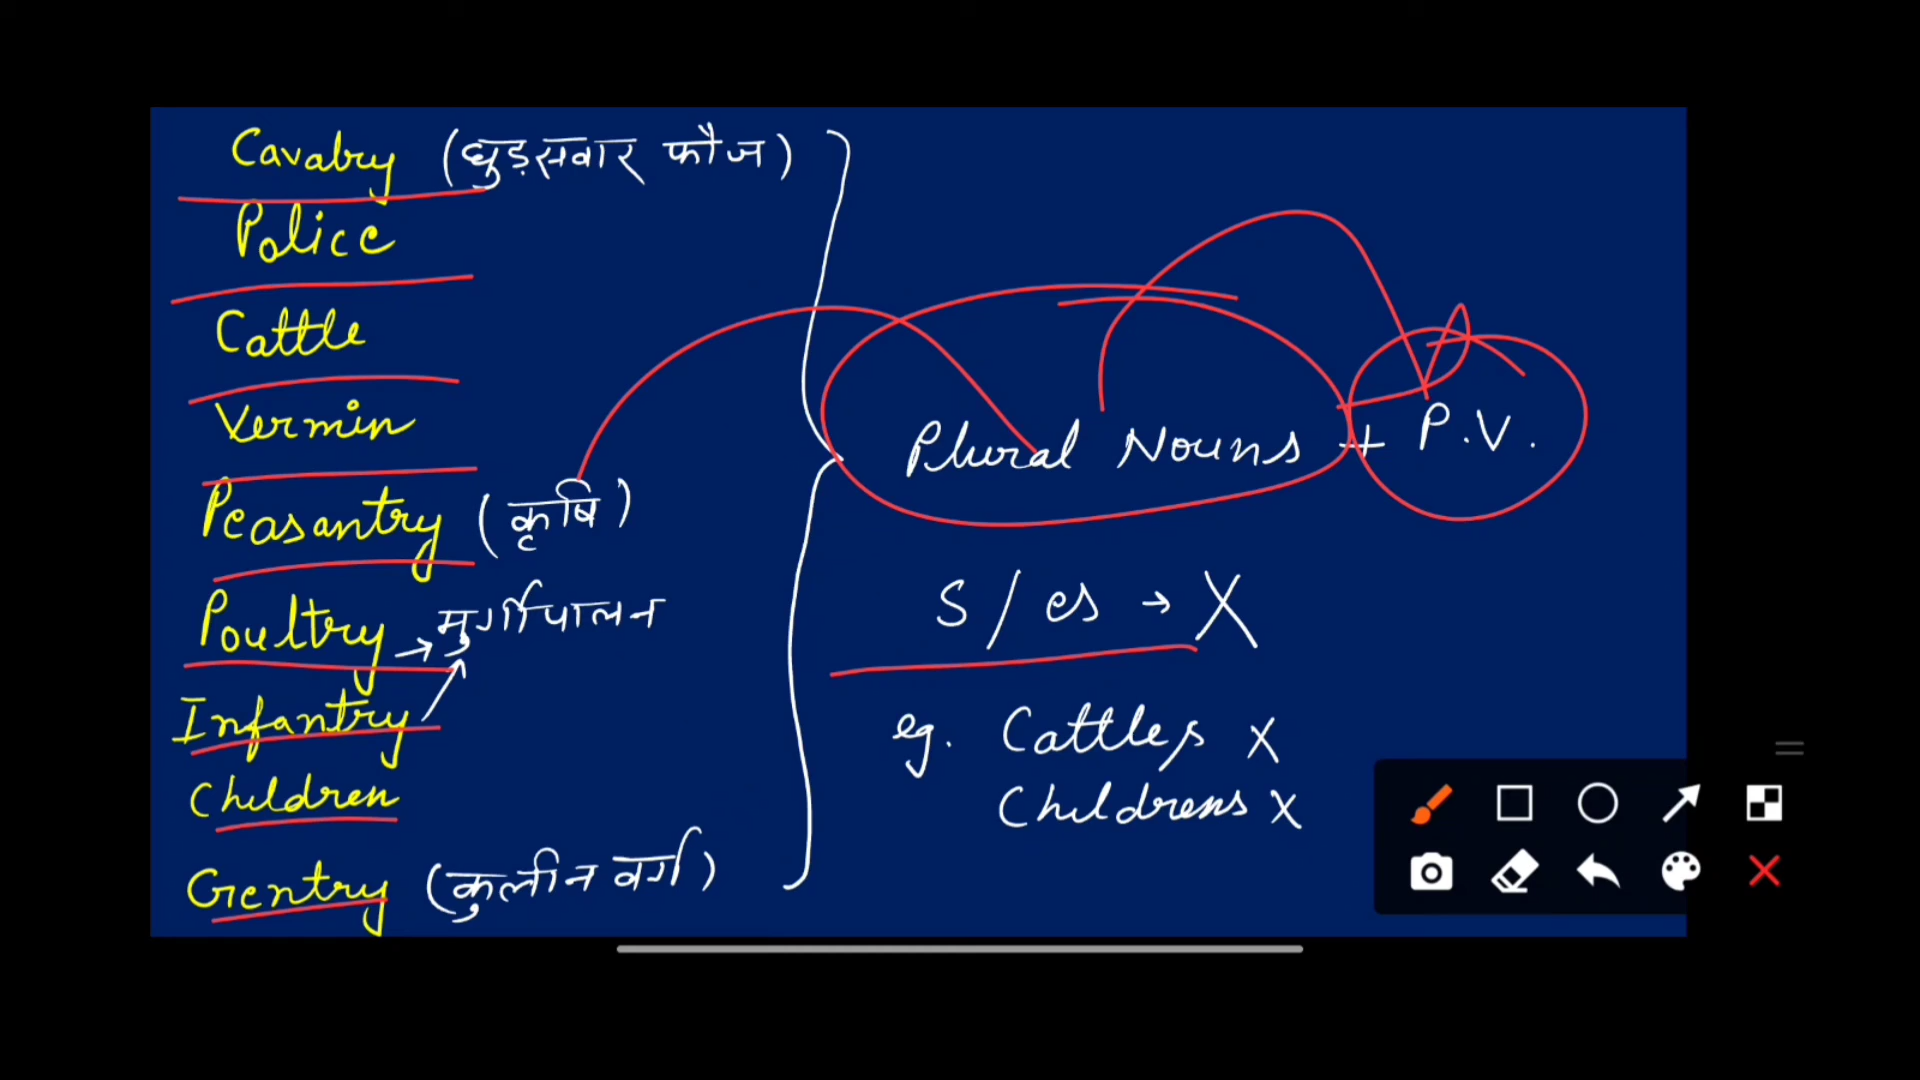 Cavalry (घुड़सवार फौज)
Police
Cattle
Vermin
Peasantry (कृषि)
Poultry → मुर्गीपालन
Infantry
Children
Gentry (कुलीन वर्ग)
Plural Nouns + P.V.
S / es → X
eg. Cattles X
Childrens X